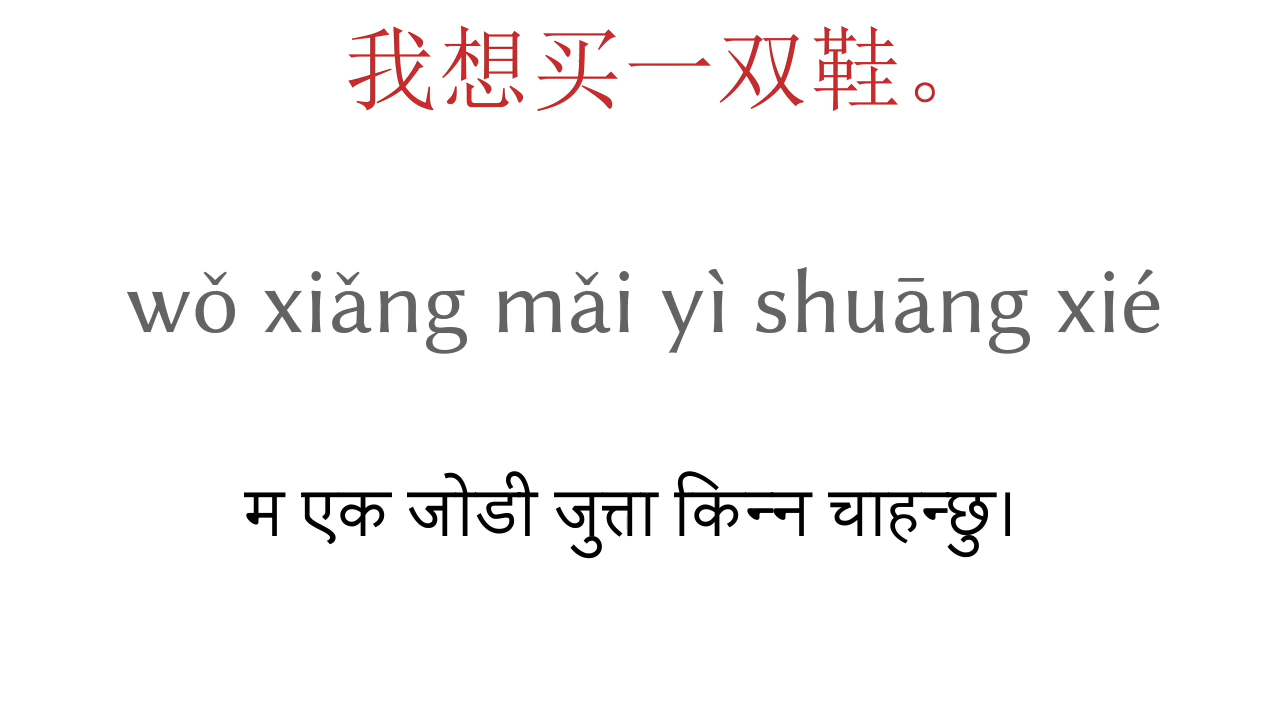 我想买一双鞋。
wǒ xiǎng mǎi yì shuāng xié
म एक जोडी जुत्ता किन्न चाहन्छु।